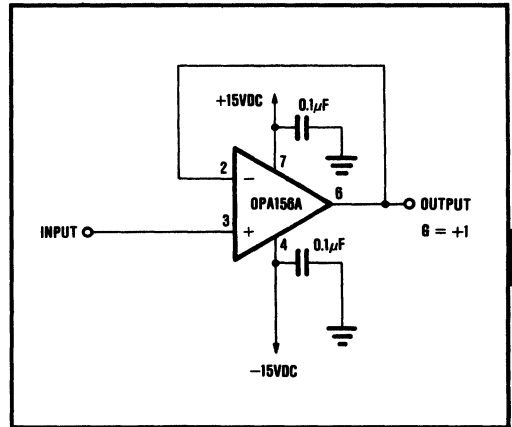 +15VDC
0.1μF
7
2
−
OPA156A
6
OUTPUT
3
INPUT
+
G = +1
4
0.1μF
−15VDC